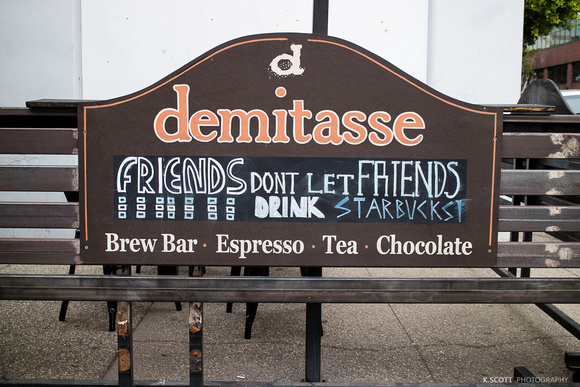 d
demitasse
FRIENDS DONT LET FRIENDS
DRINK STARBUCKS!
Brew Bar · Espresso · Tea · Chocolate
K.SCOTT PHOTOGRAPHY